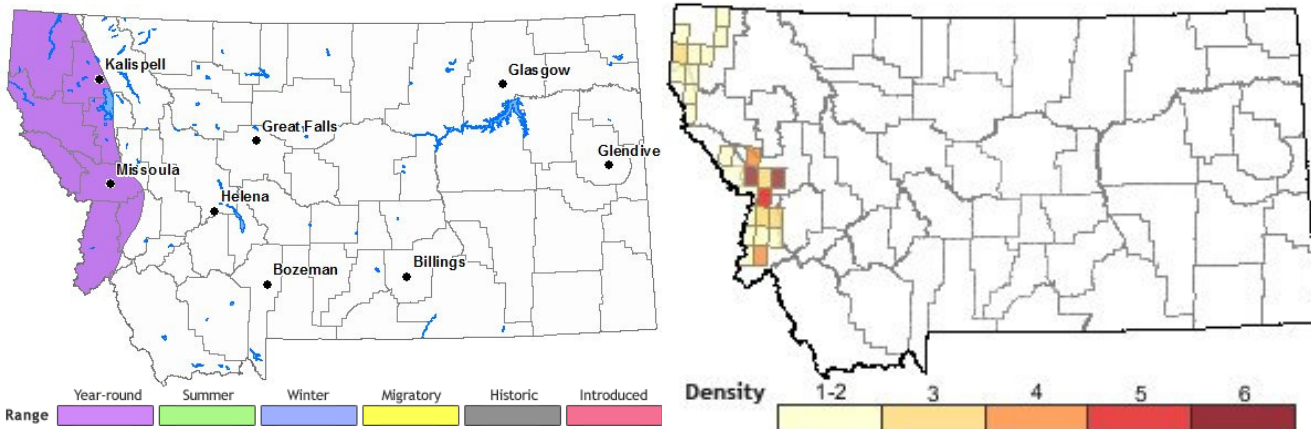 Kalispell
Glasgow
Great Falls
Glendive
Missoula
Helena
Bozeman
Billings
Year-round Summer Winter Migratory Historic Introduced
Range
Density 1-2 3 4 5 6